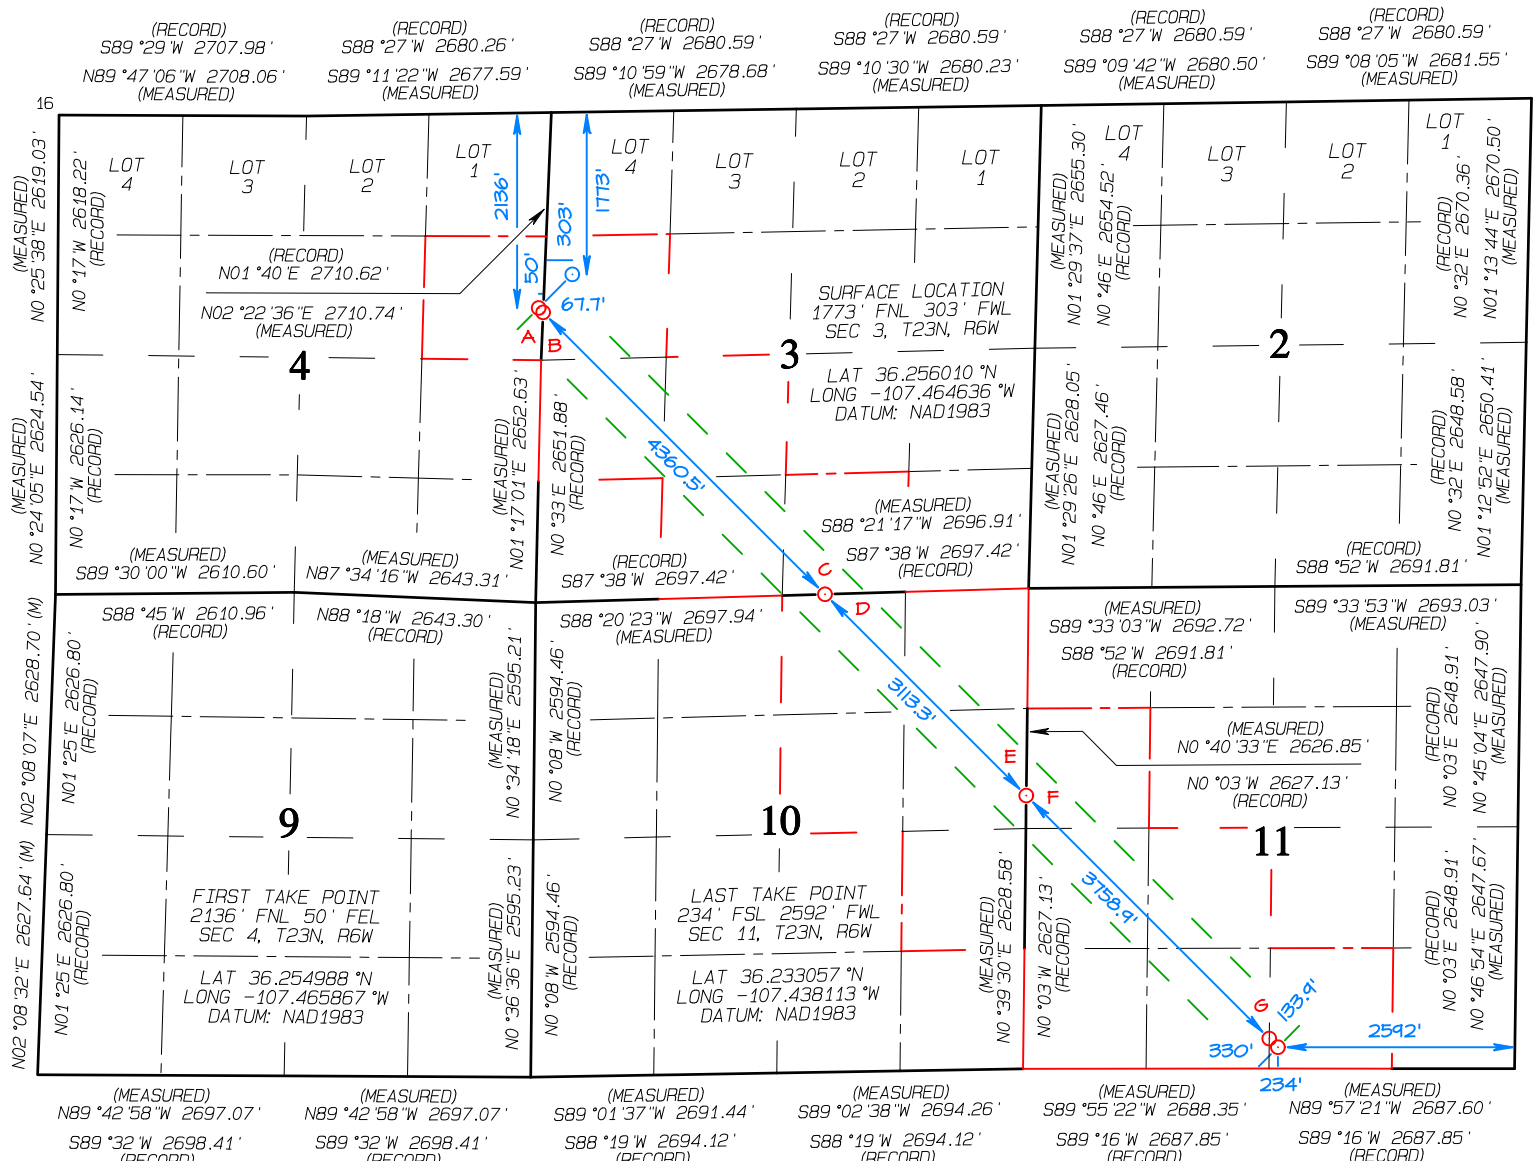 (RECORD)
S89°29'W 2707.98'
N89°47'06"W 2708.06'
(MEASURED)
(RECORD)
S88°27'W 2680.26'
S89°11'22"W 2677.59'
(MEASURED)
(RECORD)
S88°27'W 2680.59'
S89°10'59"W 2678.68'
(MEASURED)
(RECORD)
S88°27'W 2680.59'
S89°10'30"W 2680.23'
(MEASURED)
(RECORD)
S88°27'W 2680.59'
S89°09'42"W 2680.50'
(MEASURED)
(RECORD)
S88°27'W 2680.59'
S89°08'05"W 2681.55'
(MEASURED)
16
(MEASURED)
N0°25'38"E 2619.03'
N0°17'W 2618.22'
(RECORD)
LOT
4
LOT
3
LOT
2
LOT
1
LOT
4
LOT
3
LOT
2
LOT
1
LOT
4
LOT
3
LOT
2
LOT
1
2136'
1773'
303'
50'
67.7'
(RECORD)
N01°40'E 2710.62'
N02°22'36"E 2710.74'
(MEASURED)
A
B
4
3
2
SURFACE LOCATION
1773' FNL 303' FWL
SEC 3, T23N, R6W
LAT 36.256010°N
LONG -107.464636°W
DATUM: NAD1983
(MEASURED)
N01°29'37"E 2655.30'
N0°46'E 2654.52'
(RECORD)
(RECORD)
N0°32'E 2670.36'
N01°13'44"E 2670.50'
(MEASURED)
(MEASURED)
N0°24'05"E 2624.54'
N0°17'W 2626.14'
(RECORD)
(MEASURED)
N01°17'01"E 2652.63'
N0°33'E 2651.88'
(RECORD)
4360.5'
(MEASURED)
N01°29'26"E 2628.05'
N0°46'E 2627.46'
(RECORD)
(RECORD)
N0°32'E 2648.58'
N01°12'52"E 2650.41'
(MEASURED)
(MEASURED)
S89°30'00"W 2610.60'
(MEASURED)
N87°34'16"W 2643.31'
(RECORD)
S87°38'W 2697.42'
(MEASURED)
S88°21'17"W 2696.91'
S87°38'W 2697.42'
(RECORD)
(RECORD)
S88°52'W 2691.81'
C
D
S88°45'W 2610.96'
(RECORD)
N88°18'W 2643.30'
(RECORD)
S88°20'23"W 2697.94'
(MEASURED)
(MEASURED)
S89°33'03"W 2692.72'
S88°52'W 2691.81'
(RECORD)
S89°33'53"W 2693.03'
(MEASURED)
N02°08'07"E 2628.70' (M)
N01°25'E 2626.80'
(RECORD)
(MEASURED)
N0°34'18"E 2595.21'
N0°08'W 2594.46'
(RECORD)
3113.3'
E
F
(MEASURED)
N0°40'33"E 2626.85'
N0°03'W 2627.13'
(RECORD)
(RECORD)
N0°03'E 2648.91'
N0°45'04"E 2647.90'
(MEASURED)
9
10
11
N02°08'32"E 2627.64' (M)
N01°25'E 2626.80'
(RECORD)
FIRST TAKE POINT
2136' FNL 50' FEL
SEC 4, T23N, R6W
LAT 36.254988°N
LONG -107.465867°W
DATUM: NAD1983
(MEASURED)
N0°36'36"E 2595.23'
N0°08'W 2594.46'
(RECORD)
LAST TAKE POINT
234' FSL 2592' FWL
SEC 11, T23N, R6W
LAT 36.233057°N
LONG -107.438113°W
DATUM: NAD1983
(MEASURED)
N0°39'30"E 2628.58'
N0°03'W 2627.13'
(RECORD)
3758.9'
G
133.9'
330'
234'
2592'
(RECORD)
N0°03'E 2648.91'
N0°46'54"E 2647.67'
(MEASURED)
(MEASURED)
N89°42'58"W 2697.07'
S89°32'W 2698.41'
(RECORD)
(MEASURED)
N89°42'58"W 2697.07'
S89°32'W 2698.41'
(RECORD)
(MEASURED)
S89°01'37"W 2691.44'
S88°19'W 2694.12'
(RECORD)
(MEASURED)
S89°02'38"W 2694.26'
S88°19'W 2694.12'
(RECORD)
(MEASURED)
S89°55'22"W 2688.35'
S89°16'W 2687.85'
(RECORD)
(MEASURED)
N89°57'21"W 2687.60'
S89°16'W 2687.85'
(RECORD)